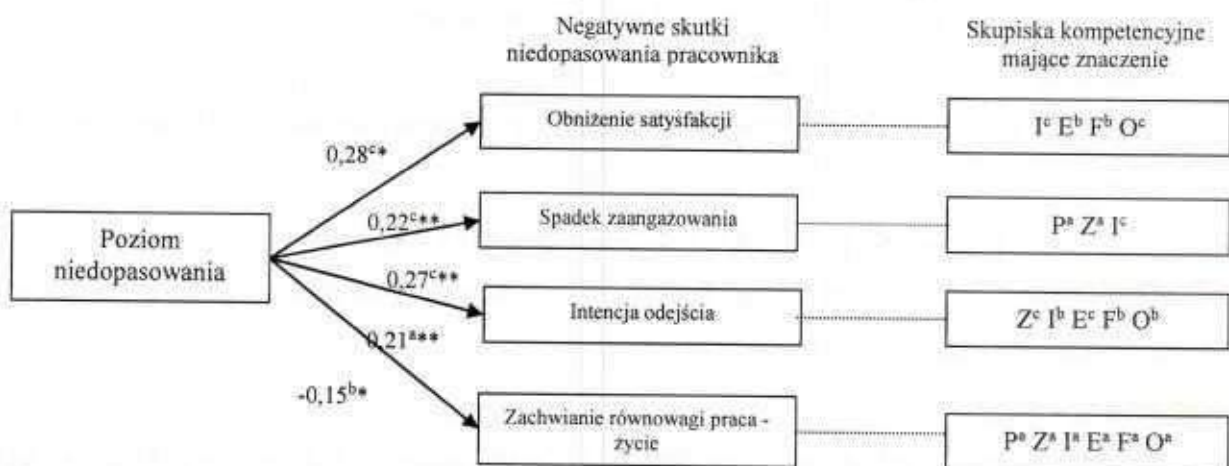 Negatywne skutki
niedopasowania pracownika
Skupiska kompetencyjne
mające znaczenie
Poziom
niedopasowania
0,28ᶜ*
Obniżenie satysfakcji
Iᶜ Eᵇ Fᵇ Oᶜ
0,22ᶜ**
Spadek zaangażowania
Pᵃ Zᵃ Iᶜ
0,27ᶜ**
Intencja odejścia
Zᶜ Iᵇ Eᶜ Fᵇ Oᵇ
0,21ᵃ**
-0,15ᵇ*
Zachwianie równowagi praca -
życie
Pᵃ Zᵃ Iᵃ Eᵃ Fᵃ Oᵃ